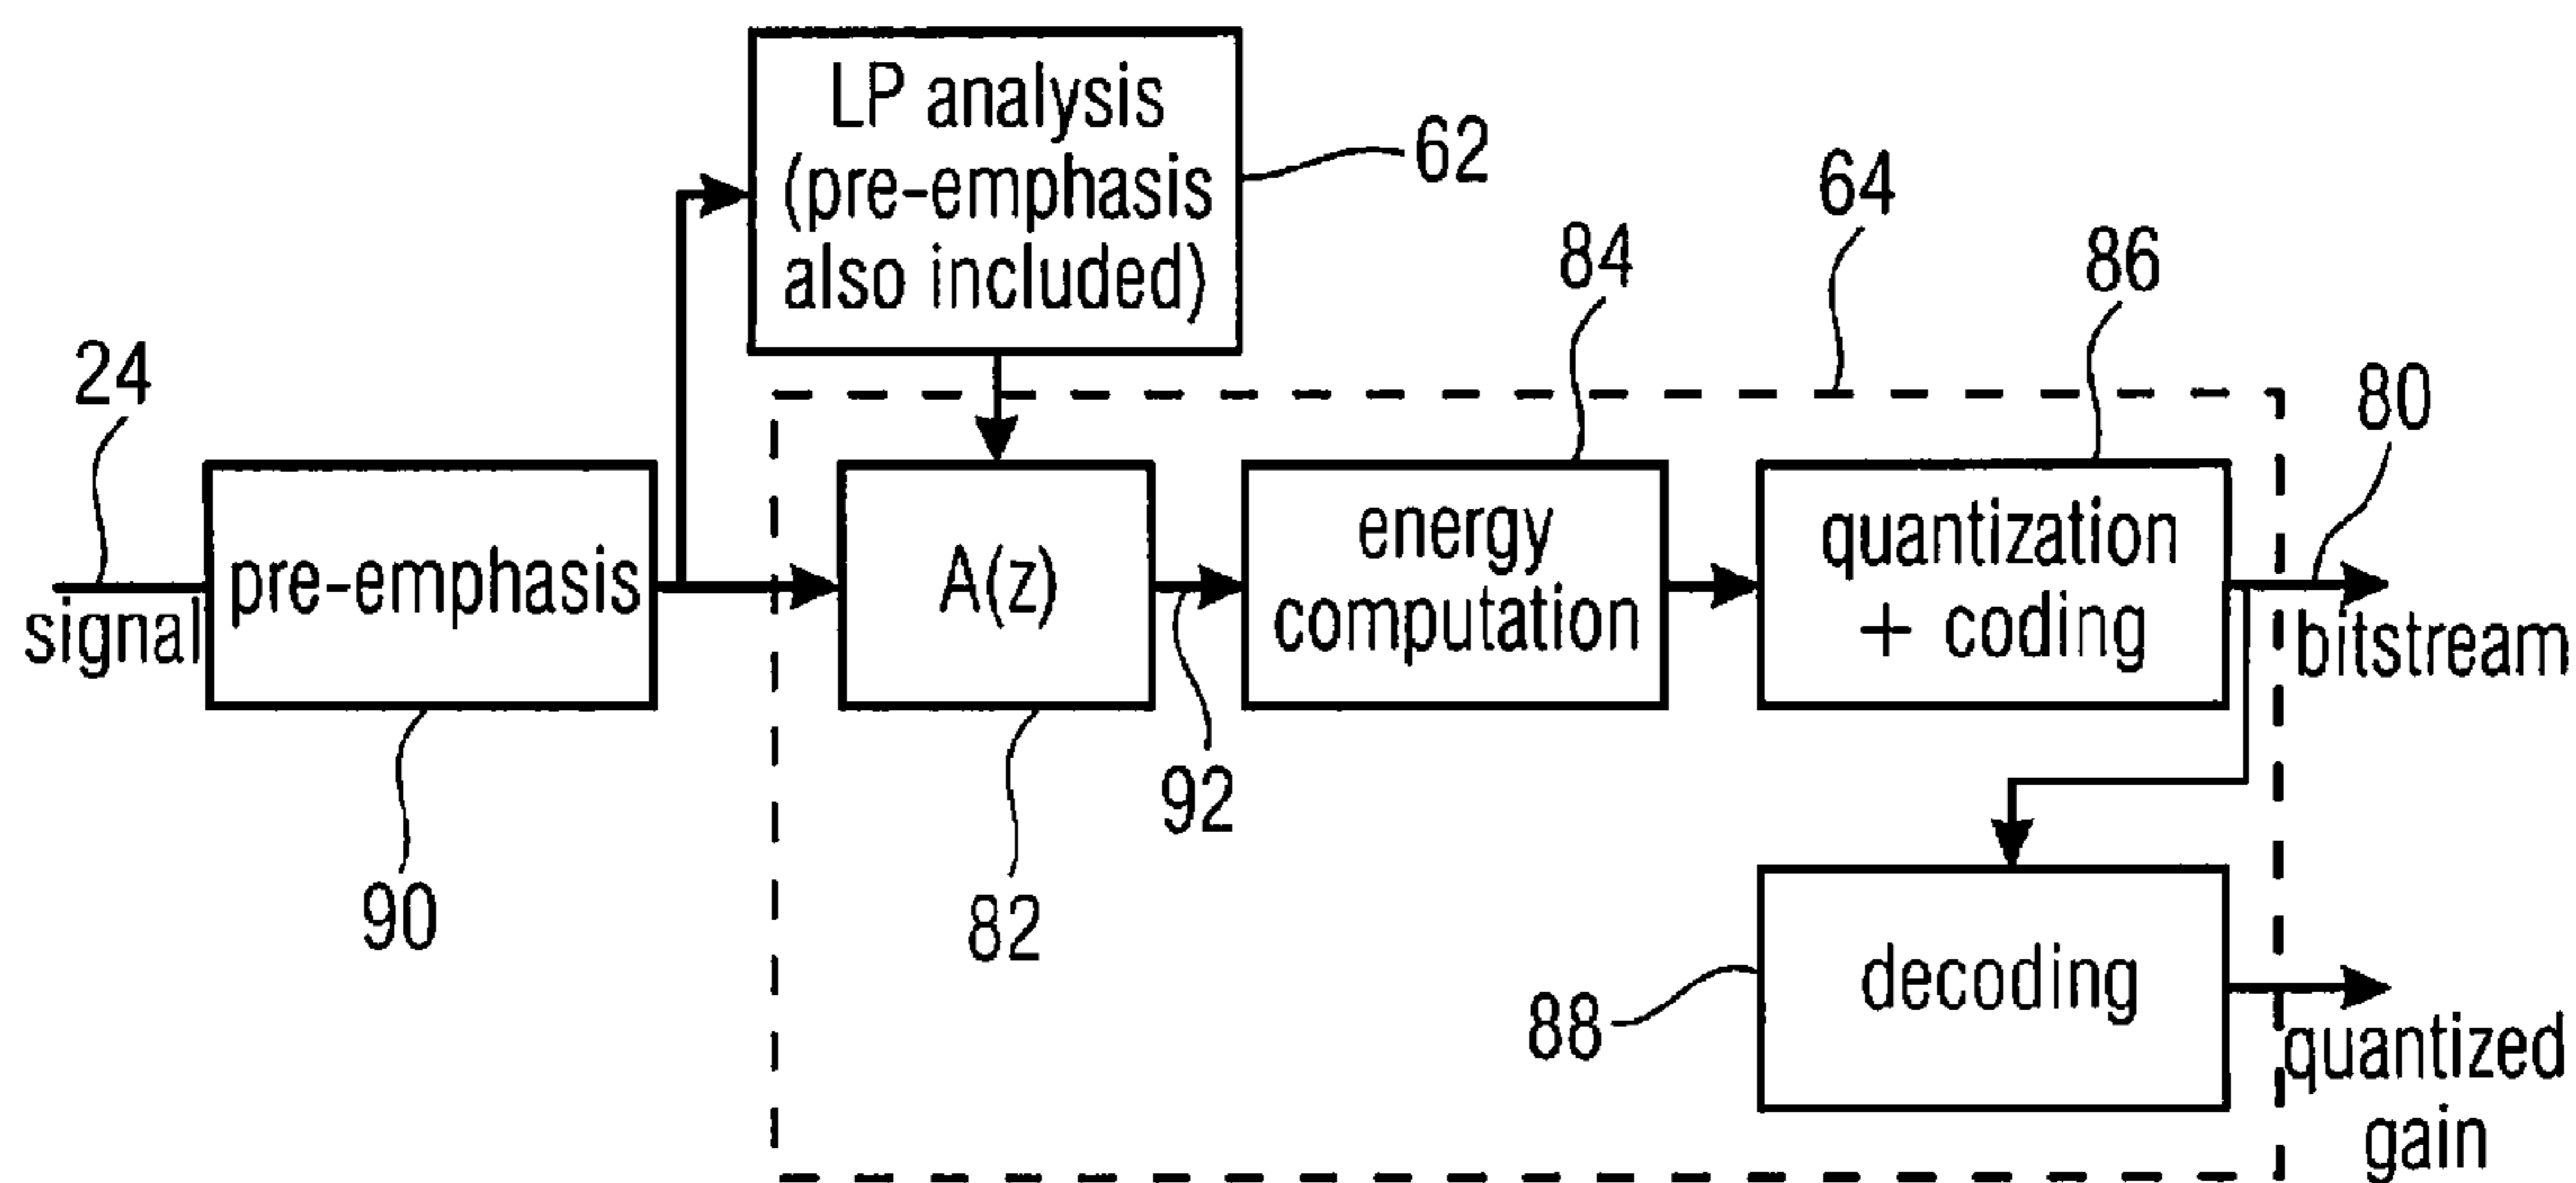 LP analysis
(pre-emphasis
also included)
62
64
84
86
24
80
signal
pre-emphasis
A(z)
energy
computation
quantization
+ coding
bitstream
92
90
82
88
decoding
quantized
gain